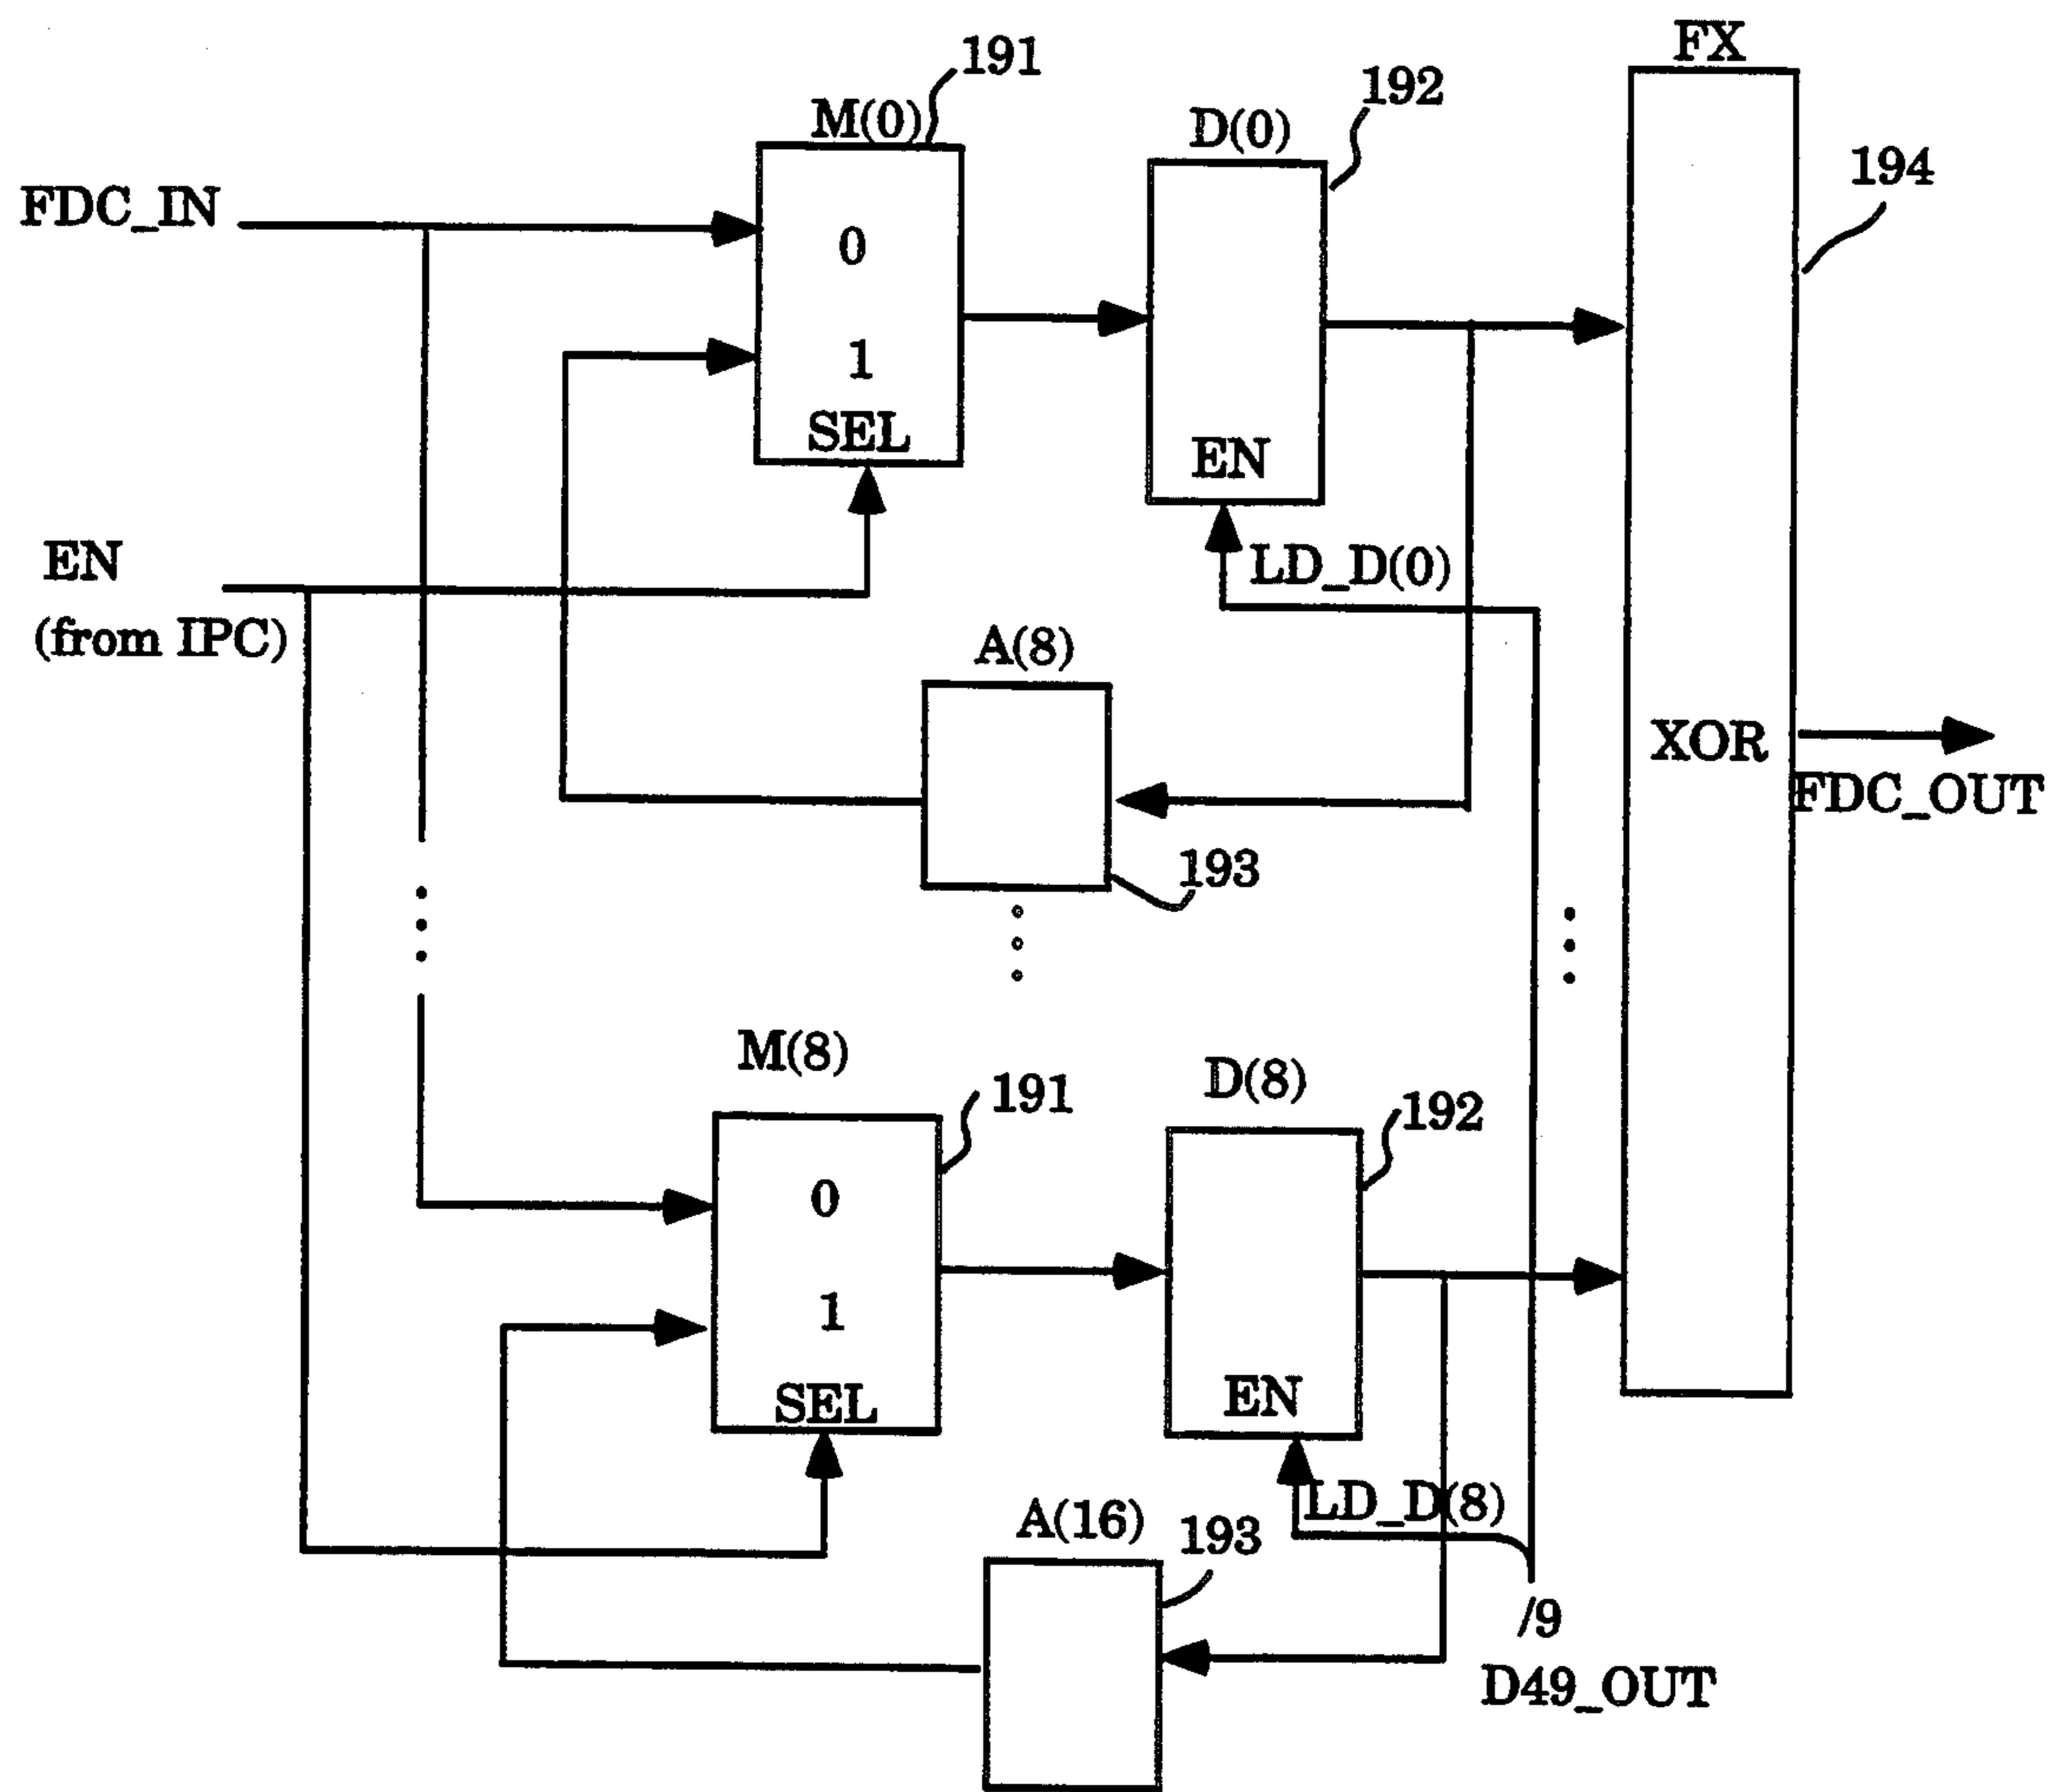 FX
191
192
M(0)
D(0)
194
FDC_IN
0
1
SEL
EN
EN
(from IPC)
LD_D(0)
A(8)
XOR
FDC_OUT
193
M(8)
D(8)
191
192
0
1
SEL
EN
LD_D(8)
A(16)
193
/9
D49_OUT